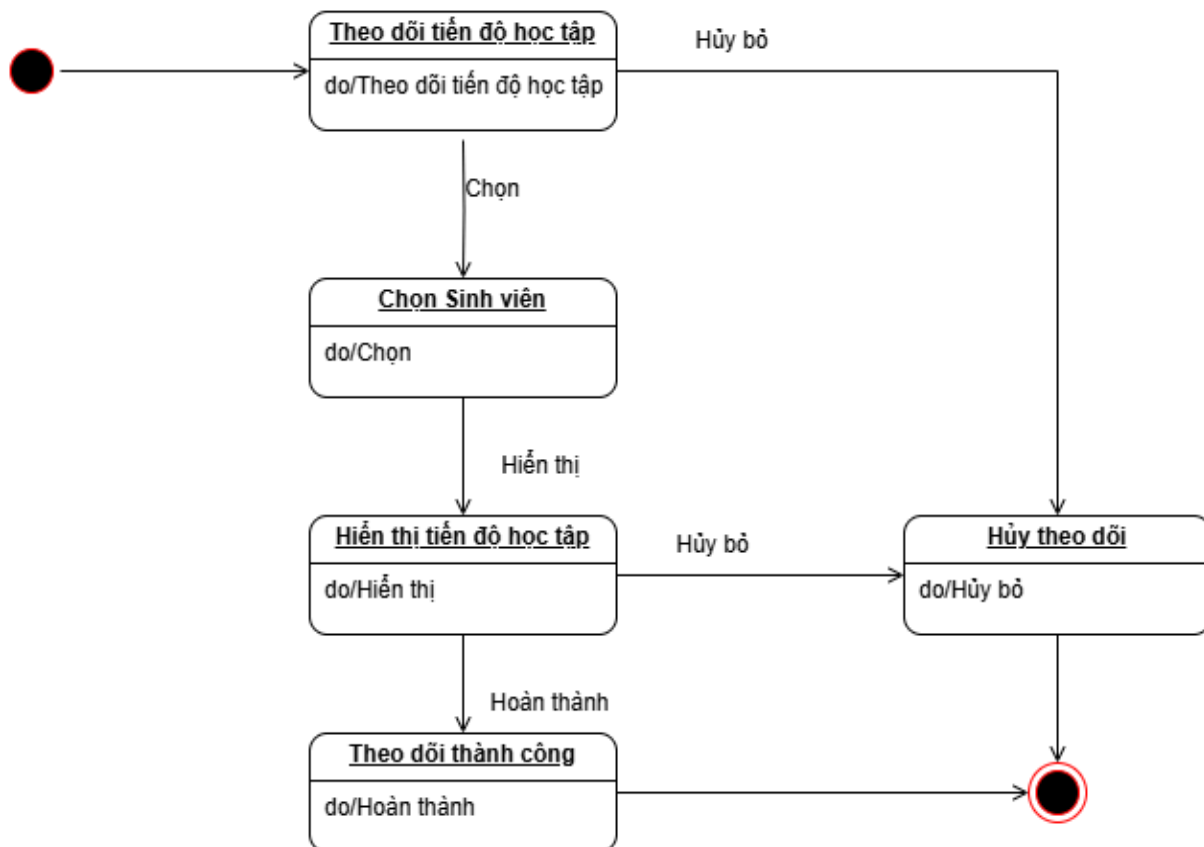 Theo dõi tiến độ học tập
Hủy bỏ
do/Theo dõi tiến độ học tập
Chọn
Chọn Sinh viên
do/Chọn
Hiển thị
Hiển thị tiến độ học tập
Hủy bỏ
Hủy theo dõi
do/Hiển thị
do/Hủy bỏ
Hoàn thành
Theo dõi thành công
do/Hoàn thành